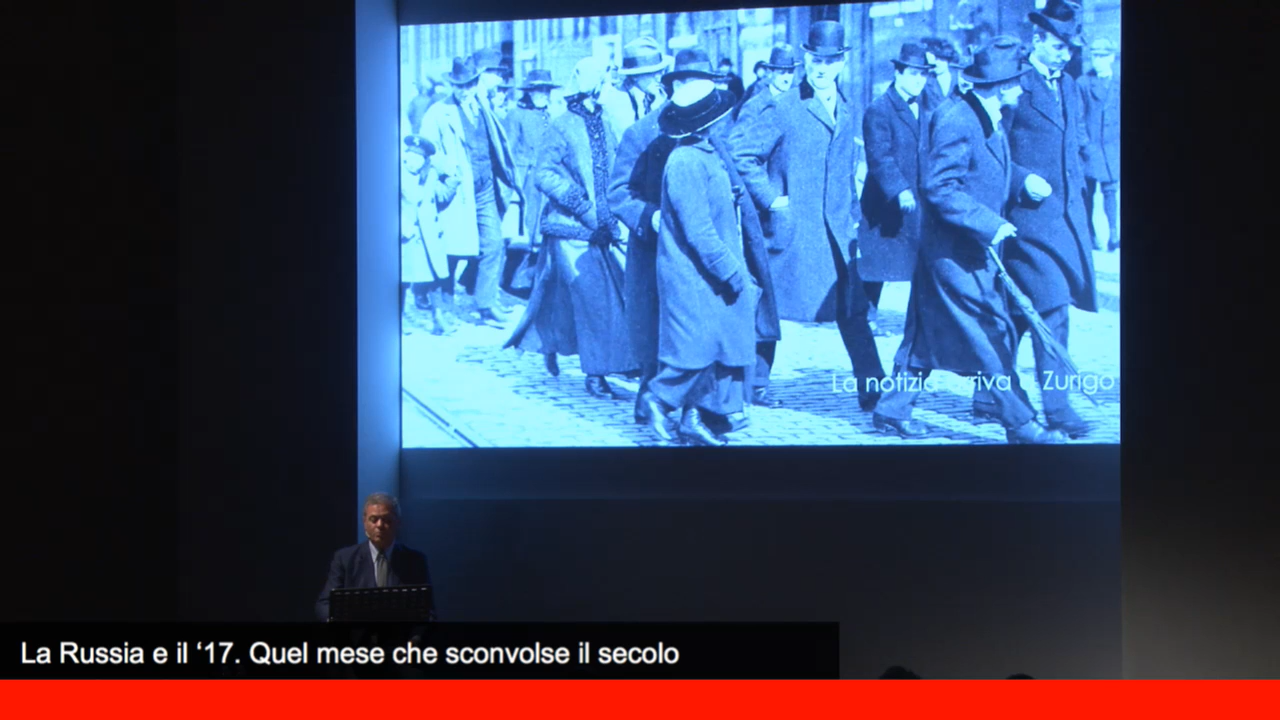 La notizia arriva a Zurigo
La Russia e il ‘17. Quel mese che sconvolse il secolo